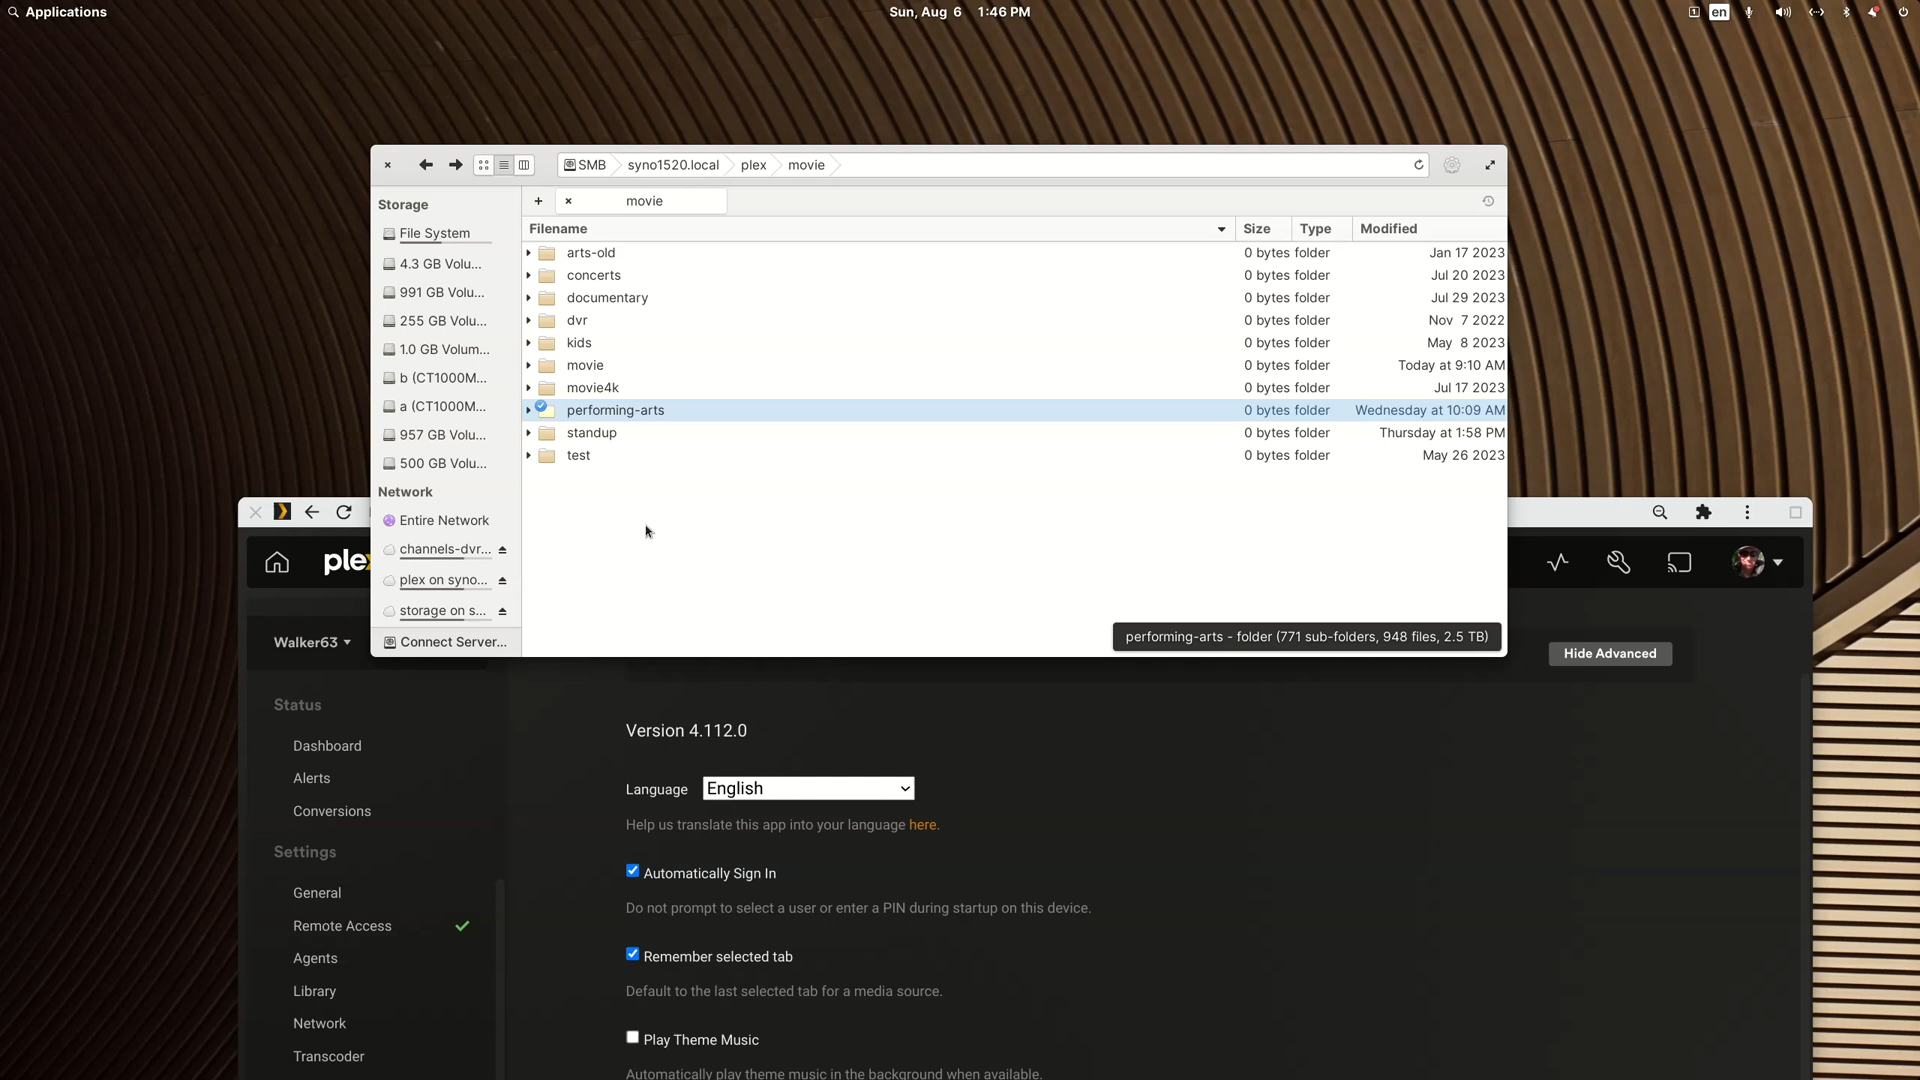 Applications
Sun, Aug 6 1:46 PM
en
SMB syno1520.local plex movie
movie
Storage
File System
4.3 GB Volu...
991 GB Volu...
255 GB Volu...
1.0 GB Volum...
b (CT1000M...
a (CT1000M...
957 GB Volu...
500 GB Volu...
Network
Entire Network
channels-dvr...
plex on syno...
storage on s...
Connect Server...
Filename Size Type Modified
arts-old 0 bytes folder Jan 17 2023
concerts 0 bytes folder Jul 20 2023
documentary 0 bytes folder Jul 29 2023
dvr 0 bytes folder Nov 7 2022
kids 0 bytes folder May 8 2023
movie 0 bytes folder Today at 9:10 AM
movie4k 0 bytes folder Jul 17 2023
performing-arts 0 bytes folder Wednesday at 10:09 AM
standup 0 bytes folder Thursday at 1:58 PM
test 0 bytes folder May 26 2023
performing-arts - folder (771 sub-folders, 948 files, 2.5 TB)
ple
Walker63
Hide Advanced
Status
Dashboard
Alerts
Conversions
Settings
General
Remote Access
Agents
Library
Network
Transcoder
Version 4.112.0
Language English
Help us translate this app into your language here.
Automatically Sign In
Do not prompt to select a user or enter a PIN during startup on this device.
Remember selected tab
Default to the last selected tab for a media source.
Play Theme Music
Automatically play theme music in the background when available.